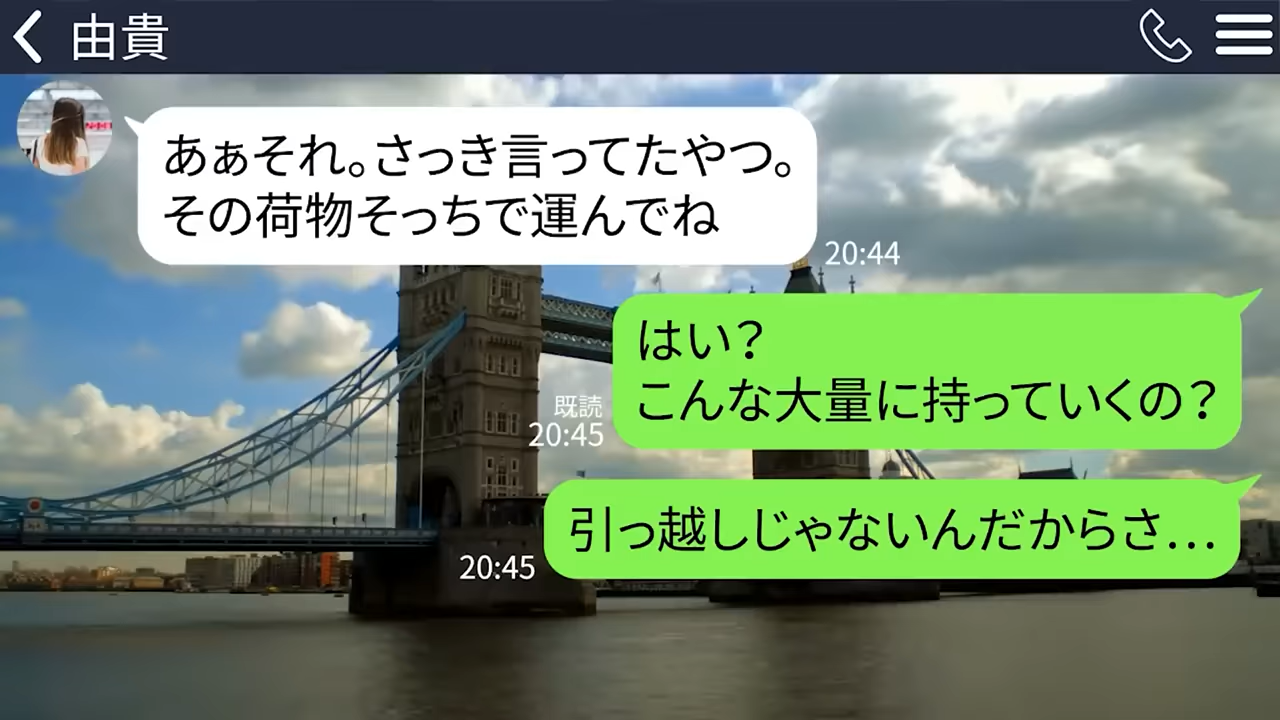 由貴
あぁそれ。さっき言ってたやつ。
その荷物そっちで運んでね
20:44
はい？
こんな大量に持っていくの？
既読
20:45
引っ越しじゃないんだからさ…
20:45